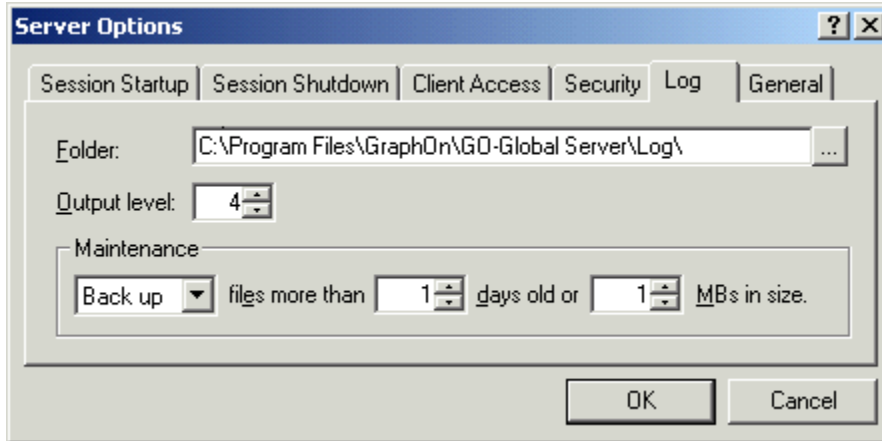 Server Options
Session Startup Session Shutdown Client Access Security Log General
Folder: C:\Program Files\GraphOn\GO-Global Server\Log\ ...
Output level: 4
Maintenance
Back up files more than 1 days old or 1 MBs in size.
OK Cancel